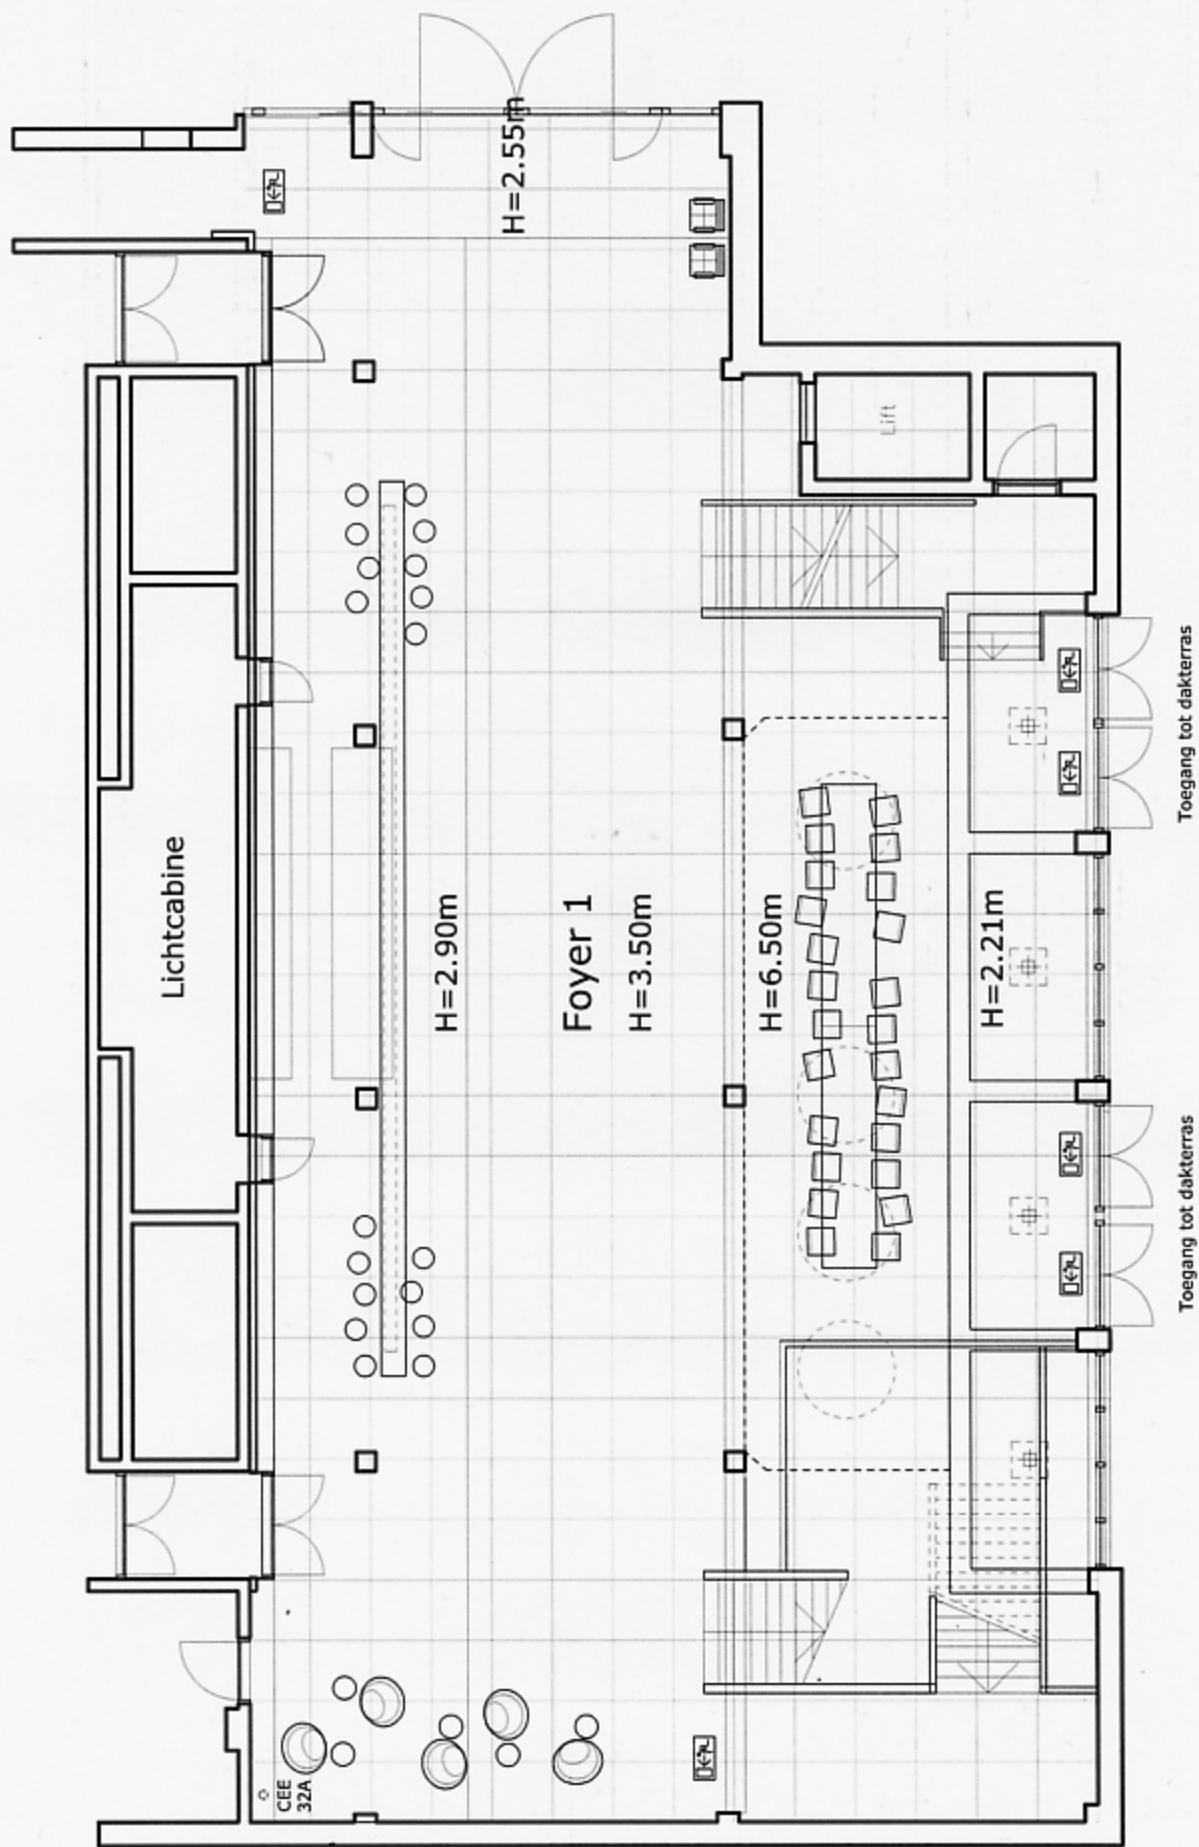 H=2.55m
Lift
Toegang tot dakterras
Lichtcabine
H=2.90m
Foyer 1
H=3.50m
H=6.50m
H=2.21m
Toegang tot dakterras
CEE
32A